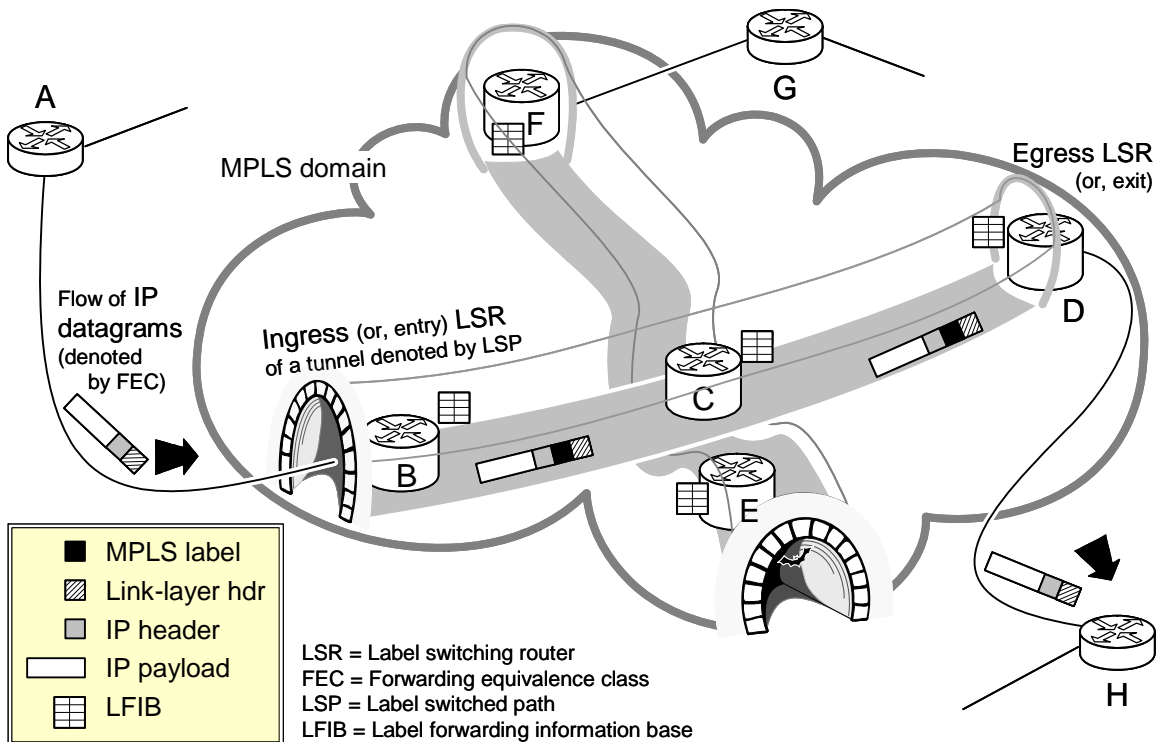 A
G
F
MPLS domain
Egress LSR
(or, exit)
D
Flow of IP
datagrams
(denoted
by FEC)
Ingress (or, entry) LSR
of a tunnel denoted by LSP
C
B
E
H
MPLS label
Link-layer hdr
IP header
IP payload
LFIB
LSR = Label switching router
FEC = Forwarding equivalence class
LSP = Label switched path
LFIB = Label forwarding information base